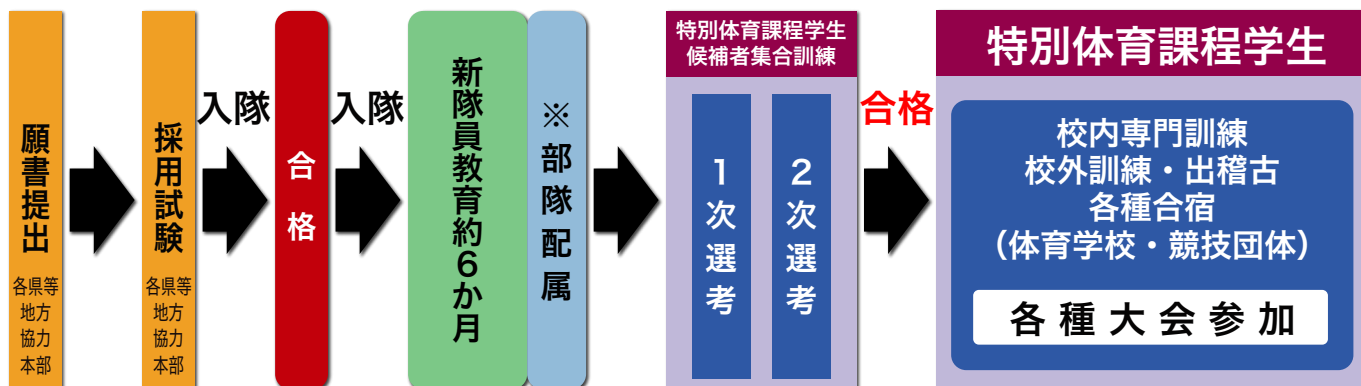 願書提出
各県等
地方
協力
本部
採用試験
各県等
地方
協力
本部
入隊
合格
入隊
新隊員教育約6か月
※部隊配属
特別体育課程学生
候補者集合訓練
1次選考
2次選考
合格
特別体育課程学生
校内専門訓練
校外訓練・出稽古
各種合宿
（体育学校・競技団体）
各種大会参加